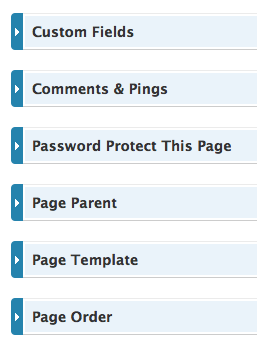 Custom Fields
Comments & Pings
Password Protect This Page
Page Parent
Page Template
Page Order